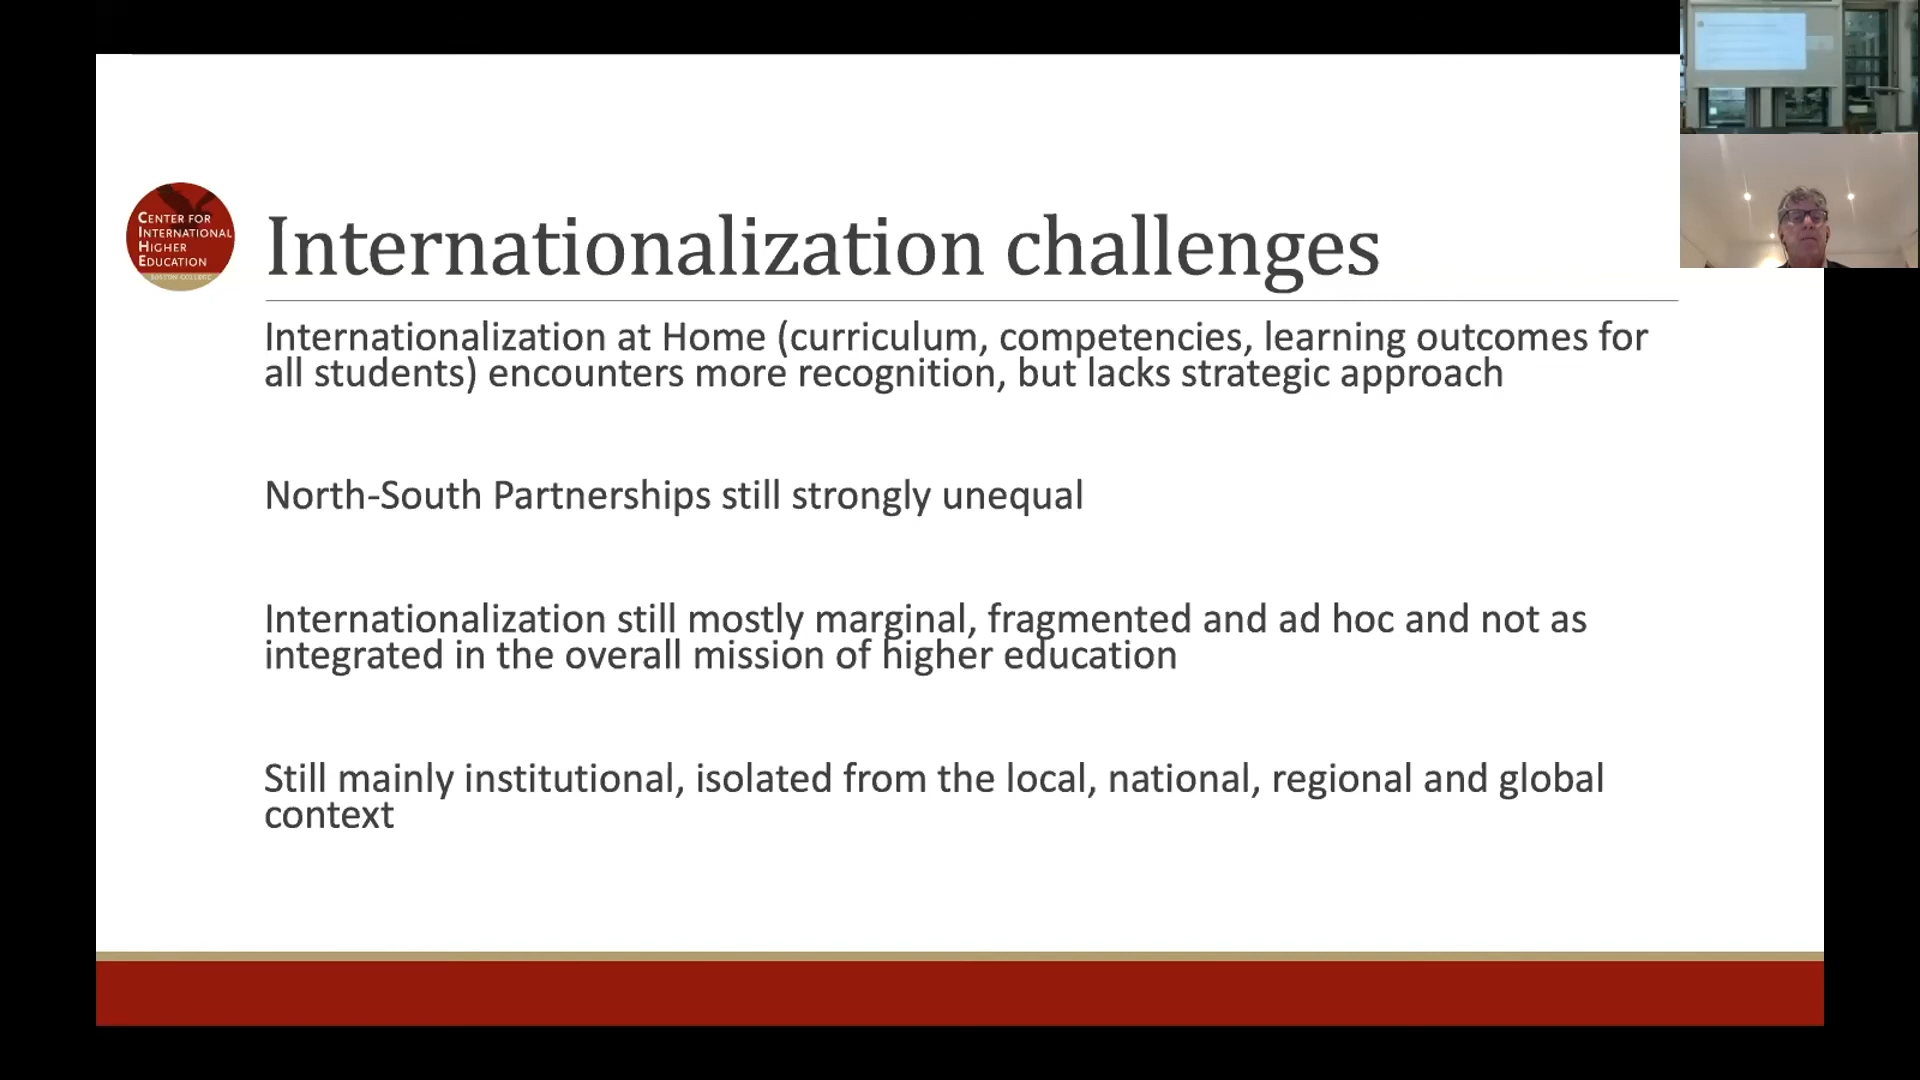 CENTER FOR
INTERNATIONAL
HIGHER
EDUCATION
BOSTON COLLEGE
Internationalization challenges
Internationalization at Home (curriculum, competencies, learning outcomes for
all students) encounters more recognition, but lacks strategic approach
North-South Partnerships still strongly unequal
Internationalization still mostly marginal, fragmented and ad hoc and not as
integrated in the overall mission of higher education
Still mainly institutional, isolated from the local, national, regional and global
context